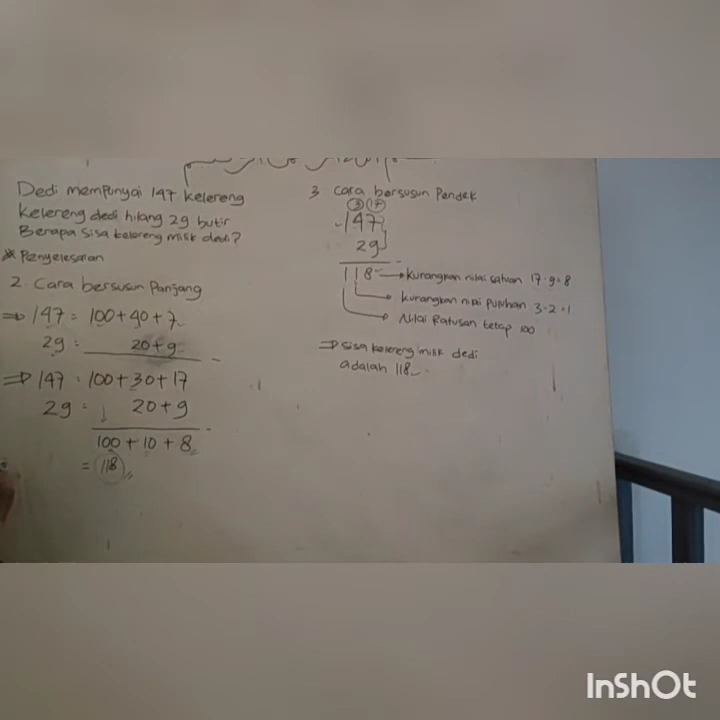 Dedi mempunyai 147 kelereng
kelereng dedi hilang 29 butir
Berapa sisa kelereng milik dedi?
* Penyelesaian
2 Cara bersusun Panjang
⇒ 147 = 100+40+7
29 = 20+9 -
⇒ 147 = 100+30+17
29 = 20+9
-
100+10+8
= 118
3 Cara bersusun Pendek
3 17
147
29
-
118 → kurangkan nilai satuan 17-9=8
→ kurangkan nilai puluhan 3-2=1
→ Nilai Ratusan tetap 100
⇒ sisa kelereng milik dedi
adalah 118
InShOt